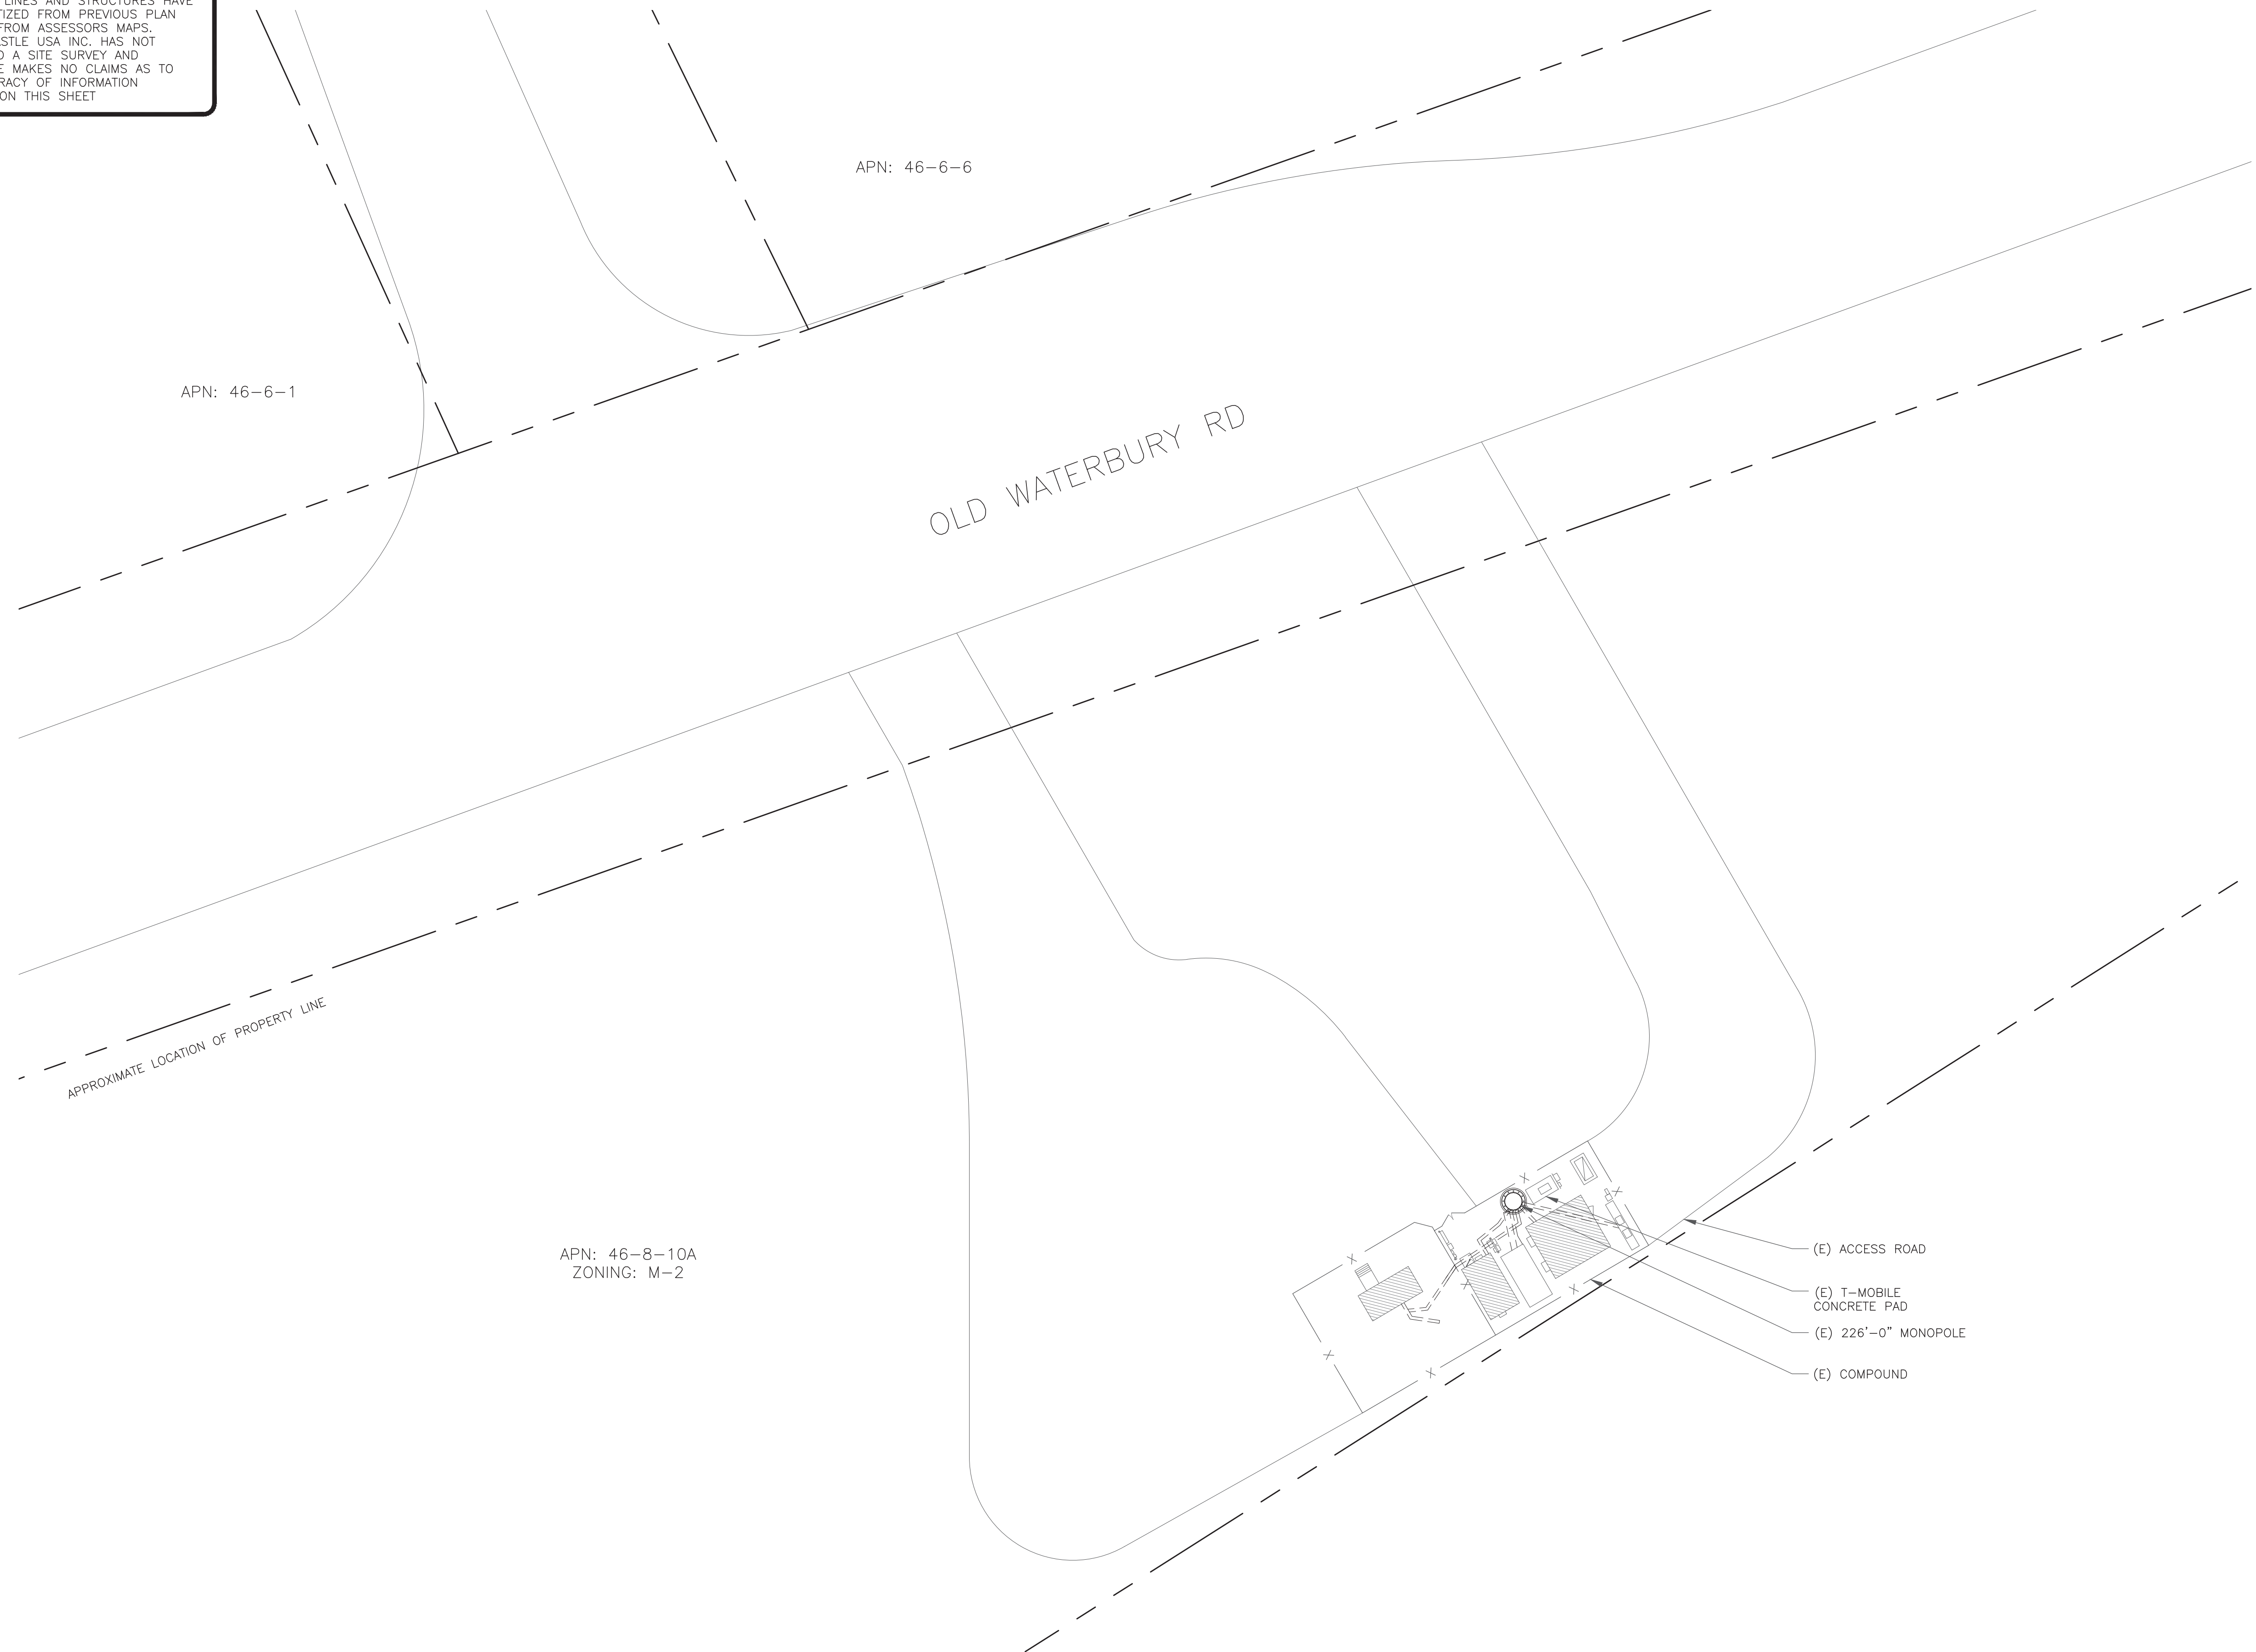 LINES AND STRUCTURES HAVE
FROM PREVIOUS PLAN
FROM ASSESSORS MAPS.
USA INC. HAS NOT
A SITE SURVEY AND
MAKES NO CLAIMS AS TO
OF INFORMATION
ON THIS SHEET
APN: 46-6-6
APN: 46-6-1
OLD WATERBURY RD
APPROXIMATE LOCATION OF PROPERTY LINE
APN: 46-8-10A
ZONING: M-2
(E) ACCESS ROAD
(E) T-MOBILE
CONCRETE PAD
(E) 226'-0" MONOPOLE
(E) COMPOUND